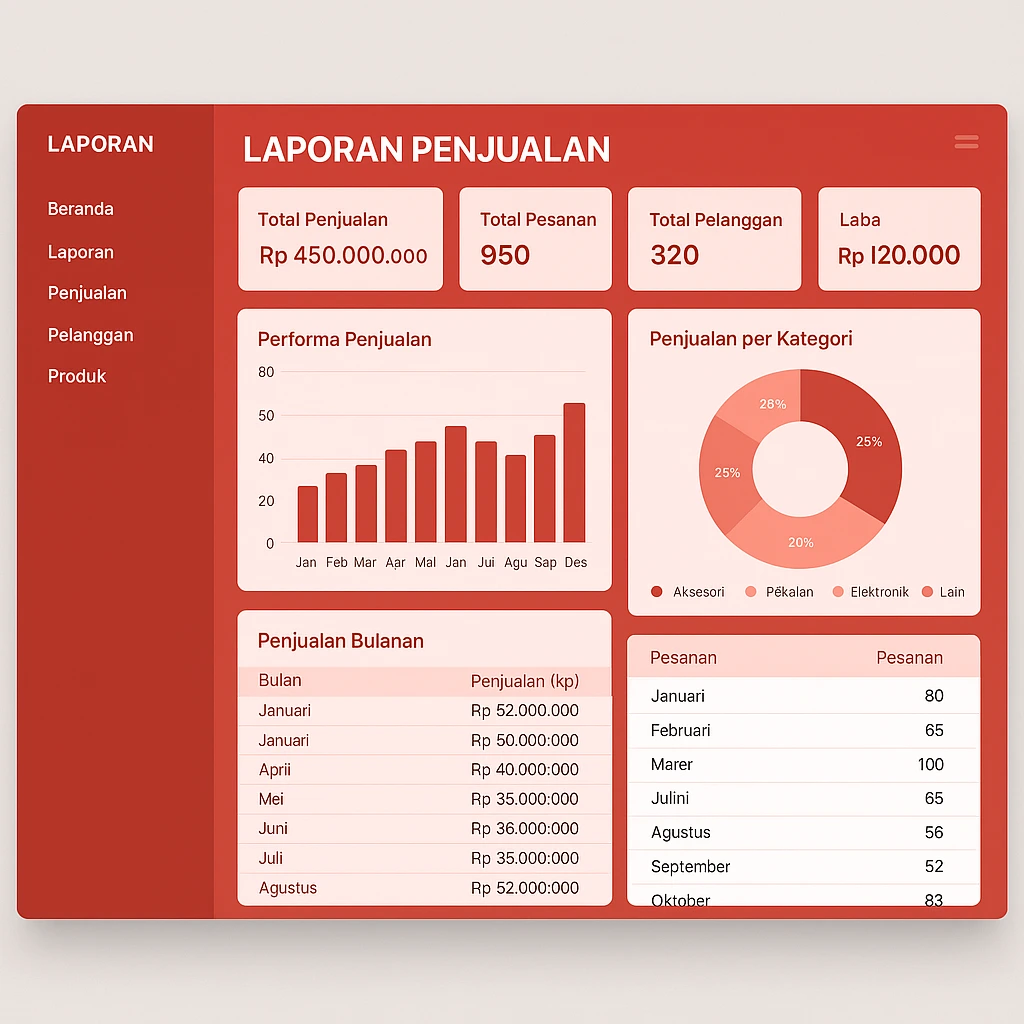 LAPORAN
Beranda
Laporan
Penjualan
Pelanggan
Produk
LAPORAN PENJUALAN
Total Penjualan
Rp 450.000.000
Total Pesanan
950
Total Pelanggan
320
Laba
Rp I20.000
Performa Penjualan
80
50
40
20
0
Jan Feb Mar Apr Mal Jan Jui Agu Sap Des
Penjualan per Kategori
28%
25%
25%
20%
Aksesori Pékalan Elektronik Lain
Penjualan Bulanan
Bulan Penjualan (kp)
Januari Rp 52.000.000
Januari Rp 50.000:000
Aprii Rp 40.000:000
Mei Rp 35.000:000
Juni Rp 36.000:000
Juli Rp 35.000:000
Agustus Rp 52.000:000
Pesanan Pesanan
Januari 80
Februari 65
Marer 100
Julini 65
Agustus 56
September 52
Oktober 83